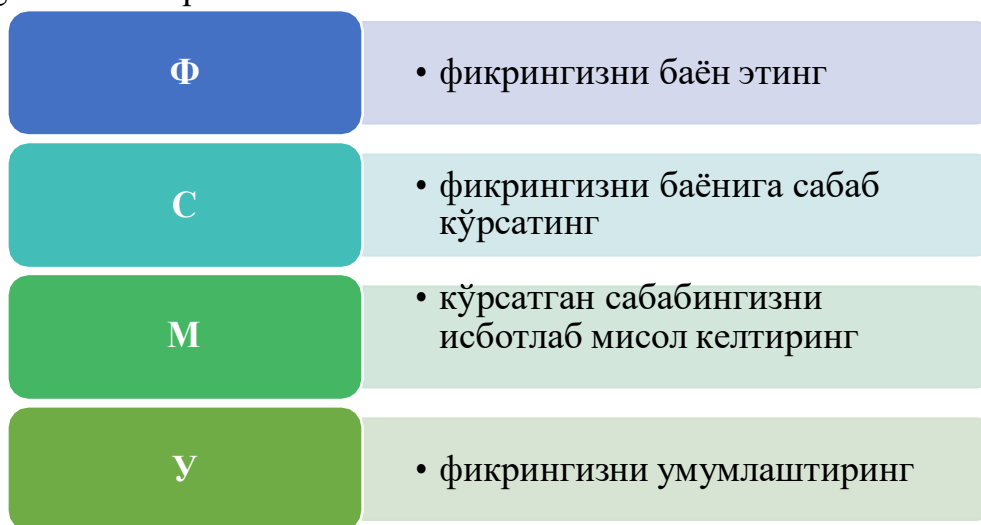 Ф
• фикрингизни баён этинг
С
• фикрингизни баёнига сабаб
кўрсатинг
М
• кўрсатган сабабингизни
исботлаб мисол келтиринг
У
• фикрингизни умумлаштиринг